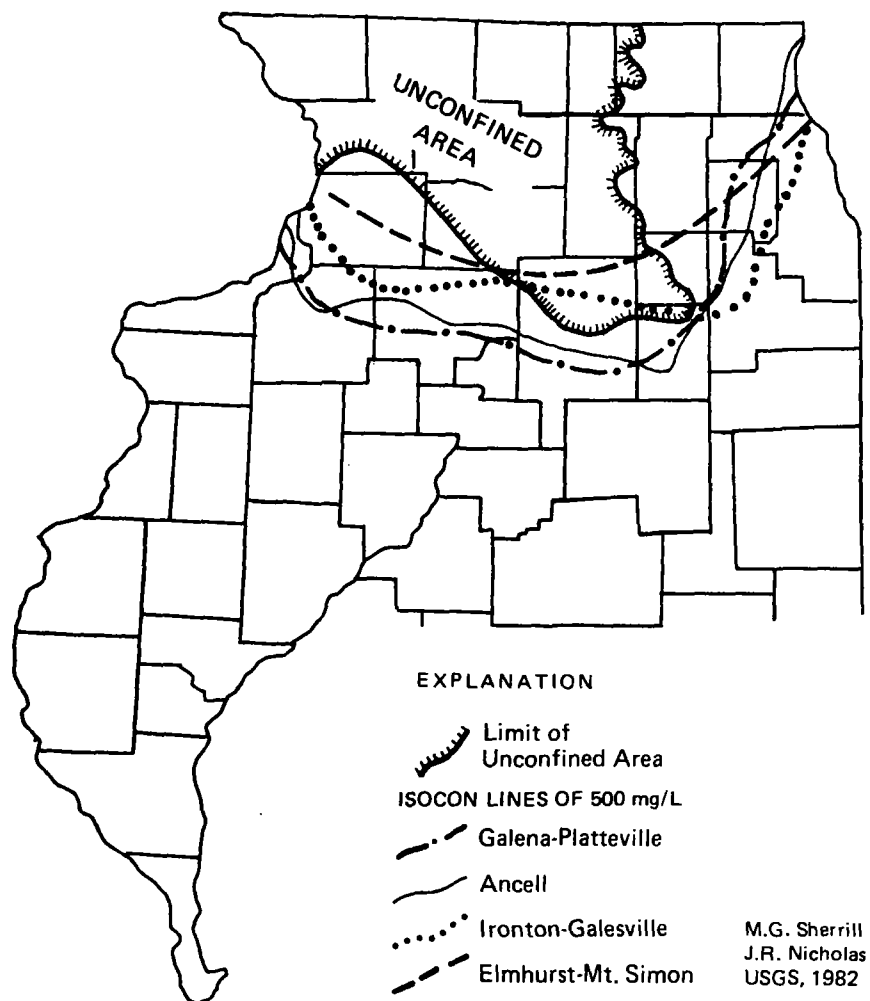 UNCONFINED
AREA
EXPLANATION
Limit of
Unconfined Area
ISOCON LINES OF 500 mg/L
Galena-Platteville
Ancell
Ironton-Galesville
Elmhurst-Mt. Simon
M.G. Sherrill
J.R. Nicholas
USGS, 1982